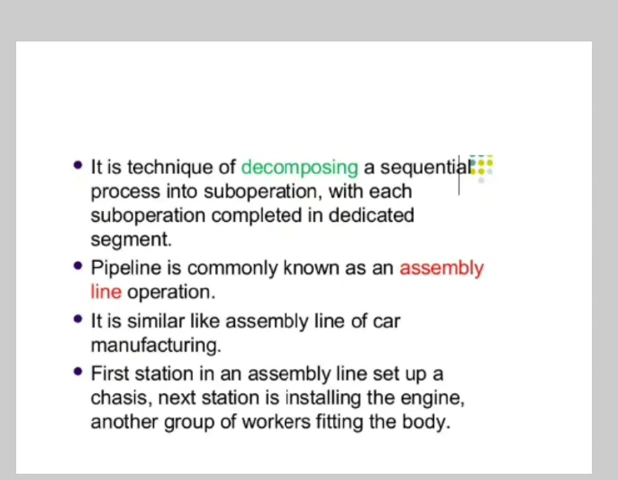 • It is technique of decomposing a sequential
process into suboperation, with each
suboperation completed in dedicated
segment.
• Pipeline is commonly known as an assembly
line operation.
• It is similar like assembly line of car
manufacturing.
• First station in an assembly line set up a
chasis, next station is installing the engine,
another group of workers fitting the body.